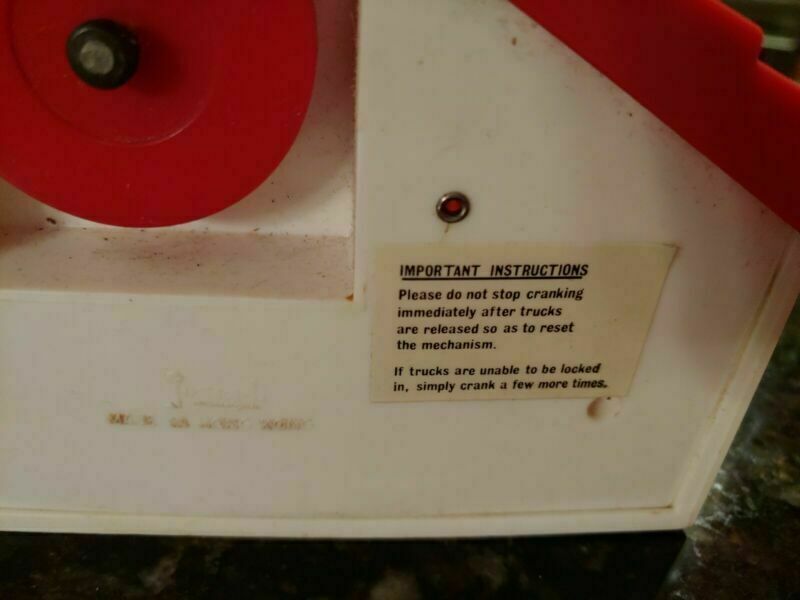 IMPORTANT INSTRUCTIONS
Please do not stop cranking
immediately after trucks
are released so as to reset
the mechanism.
If trucks are unable to be locked
in, simply crank a few more times.